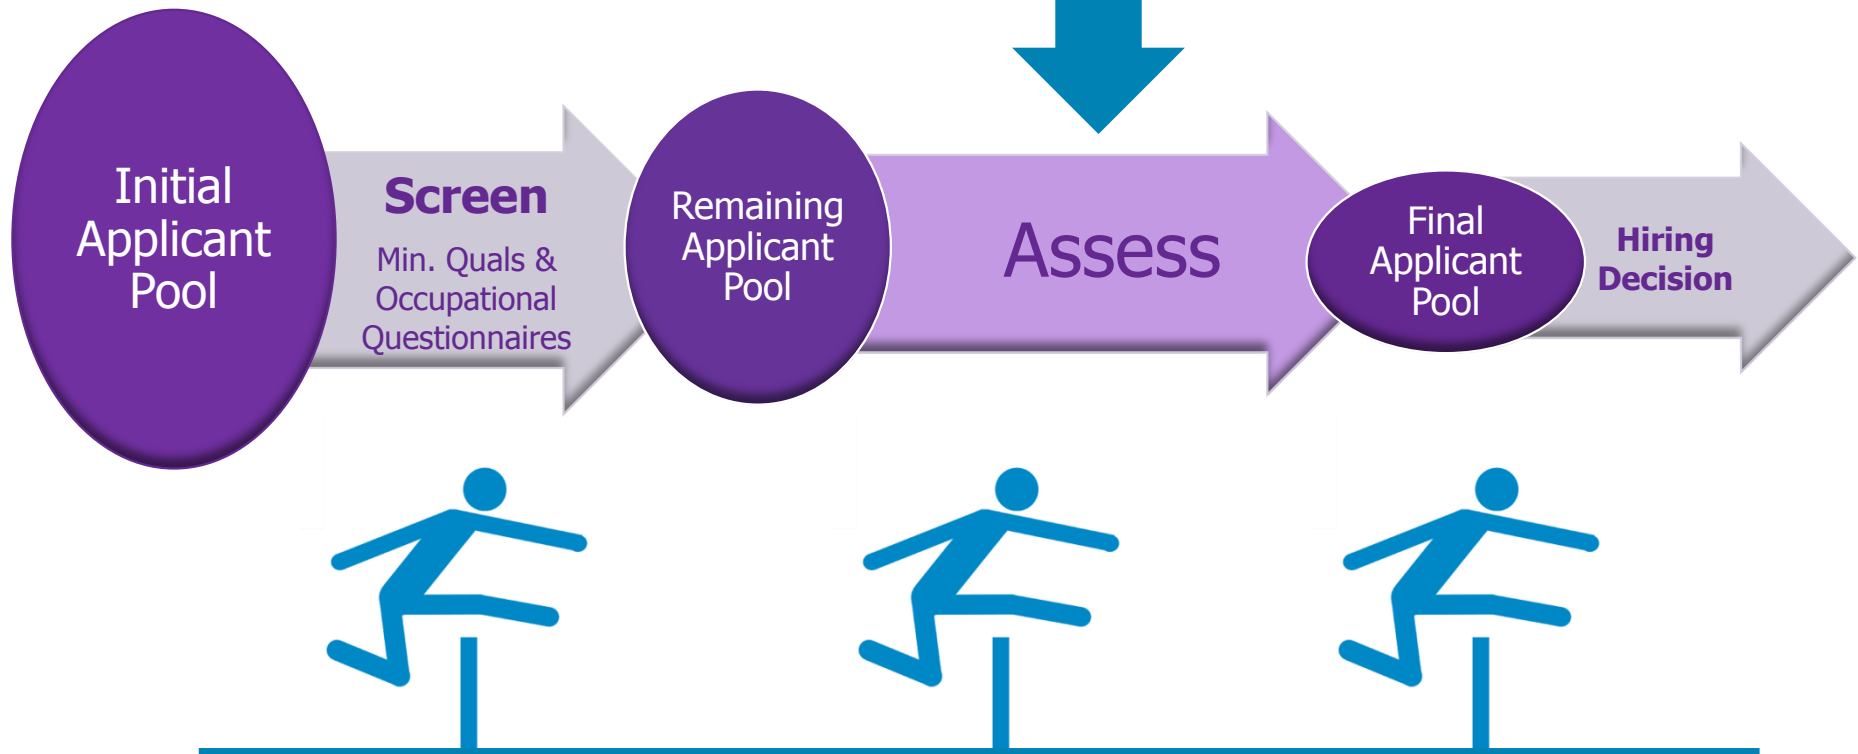 Initial
Applicant
Pool
Screen
Min. Quals &
Occupational
Questionnaires
Remaining
Applicant
Pool
Assess
Final
Applicant
Pool
Hiring
Decision